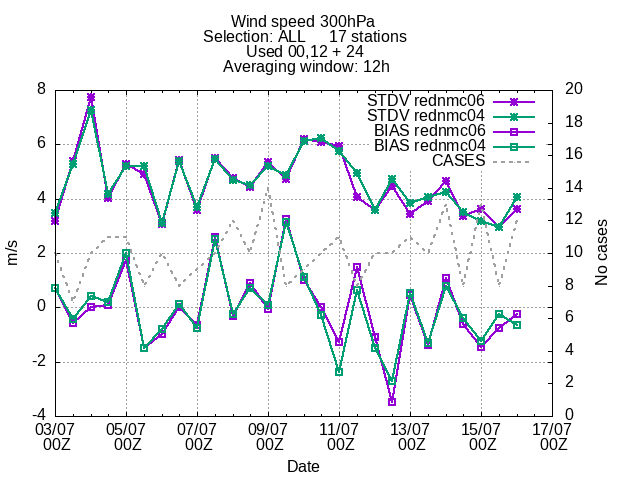 Wind speed 300hPa
Selection: ALL 17 stations
Used 00,12 + 24
Averaging window: 12h
STDV rednmc06
STDV rednmc04
BIAS rednmc06
BIAS rednmc04
CASES
8
6
4
2
0
-2
-4
m/s
20
18
16
14
12
10
8
6
4
2
0
No cases
03/07 05/07 07/07 09/07 11/07 13/07 15/07 17/07
00Z 00Z 00Z 00Z 00Z 00Z 00Z 00Z
Date